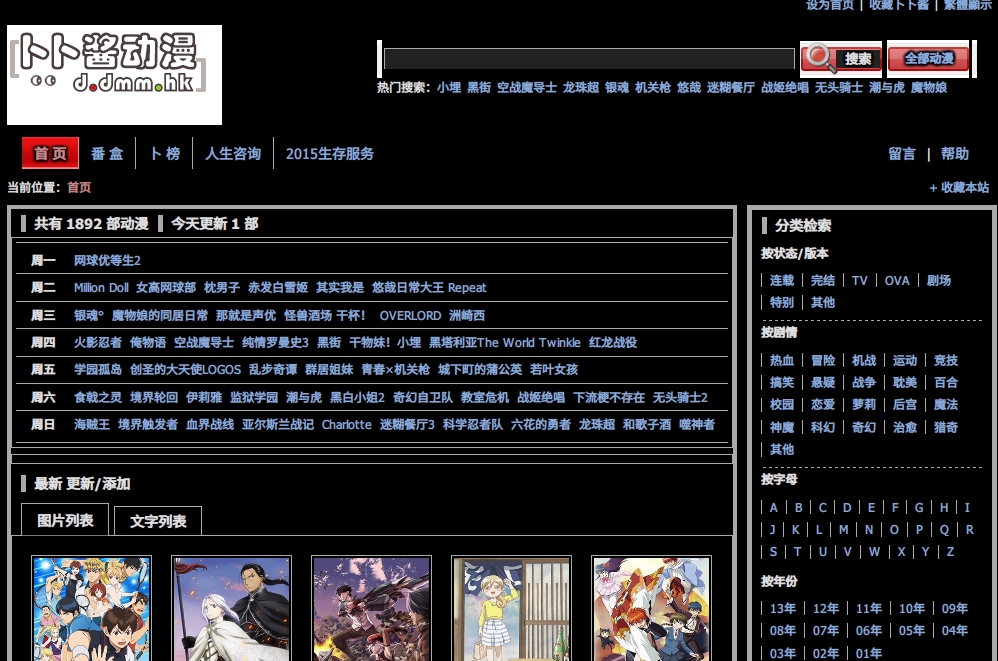 设为首页 | 收藏卜卜酱 | 繁體顯示
卜卜酱动漫
d.dmm.hk
搜索
全部动漫
热门搜索： 小埋 黑街 空战魔导士 龙珠超 银魂 机关枪 悠哉 迷糊餐厅 战姬绝唱 无头骑士 潮与虎 魔物娘
首页 番盒 卜榜 人生咨询 2015生存服务
留言 | 帮助
当前位置：首页
+ 收藏本站
共有 1892 部动漫 今天更新 1 部
周一 网球优等生2
周二 Million Doll 女高网球部 枕男子 赤发白雪姬 其实我是 悠哉日常大王 Repeat
周三 银魂° 魔物娘的同居日常 那就是声优 怪兽酒场 干杯！ OVERLORD 洲崎西
周四 火影忍者 俺物语 空战魔导士 纯情罗曼史3 黑街 干物妹！小埋 黑塔利亚The World Twinkle 红龙战役
周五 学园孤岛 创圣的大天使LOGOS 乱步奇谭 群居姐妹 青春×机关枪 城下町的蒲公英 若叶女孩
周六 食戟之灵 境界轮回 伊莉雅 监狱学园 潮与虎 黑白小姐2 奇幻自卫队 教室危机 战姬绝唱 下流梗不存在 无头骑士2
周日 海贼王 境界触发者 血界战线 亚尔斯兰战记 Charlotte 迷糊餐厅3 科学忍者队 六花的勇者 龙珠超 和歌子酒 噬神者
最新 更新/添加
图片列表 文字列表
分类检索
按状态/版本
连载 完结 TV OVA 剧场
特别 其他
按剧情
热血 冒险 机战 运动 竞技
搞笑 悬疑 战争 耽美 百合
校园 恋爱 萝莉 后宫 魔法
神魔 科幻 奇幻 治愈 猎奇
其他
按字母
A B C D E F G H I
J K L M N O P Q R
S T U V W X Y Z
按年份
13年 12年 11年 10年 09年
08年 07年 06年 05年 04年
03年 02年 01年